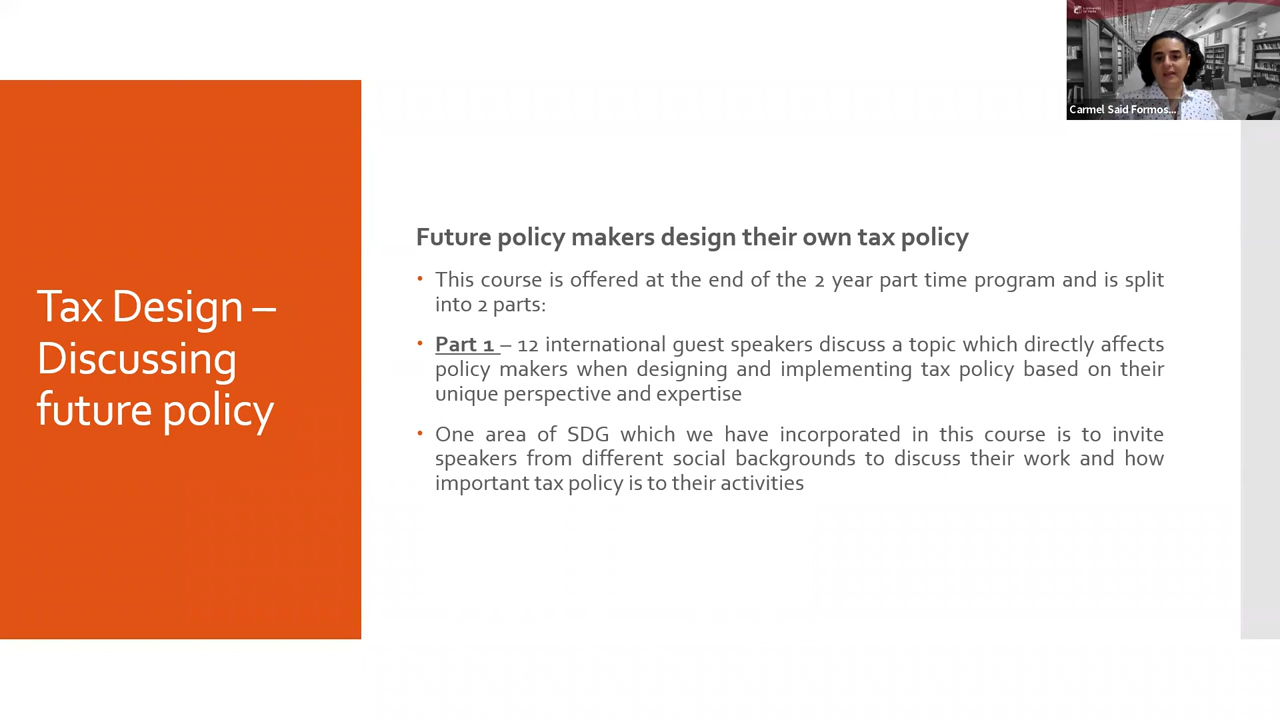 Carmel Said Formos...
Tax Design –
Discussing
future policy
Future policy makers design their own tax policy
• This course is offered at the end of the 2 year part time program and is split
into 2 parts:
• Part 1 – 12 international guest speakers discuss a topic which directly affects
policy makers when designing and implementing tax policy based on their
unique perspective and expertise
• One area of SDG which we have incorporated in this course is to invite
speakers from different social backgrounds to discuss their work and how
important tax policy is to their activities